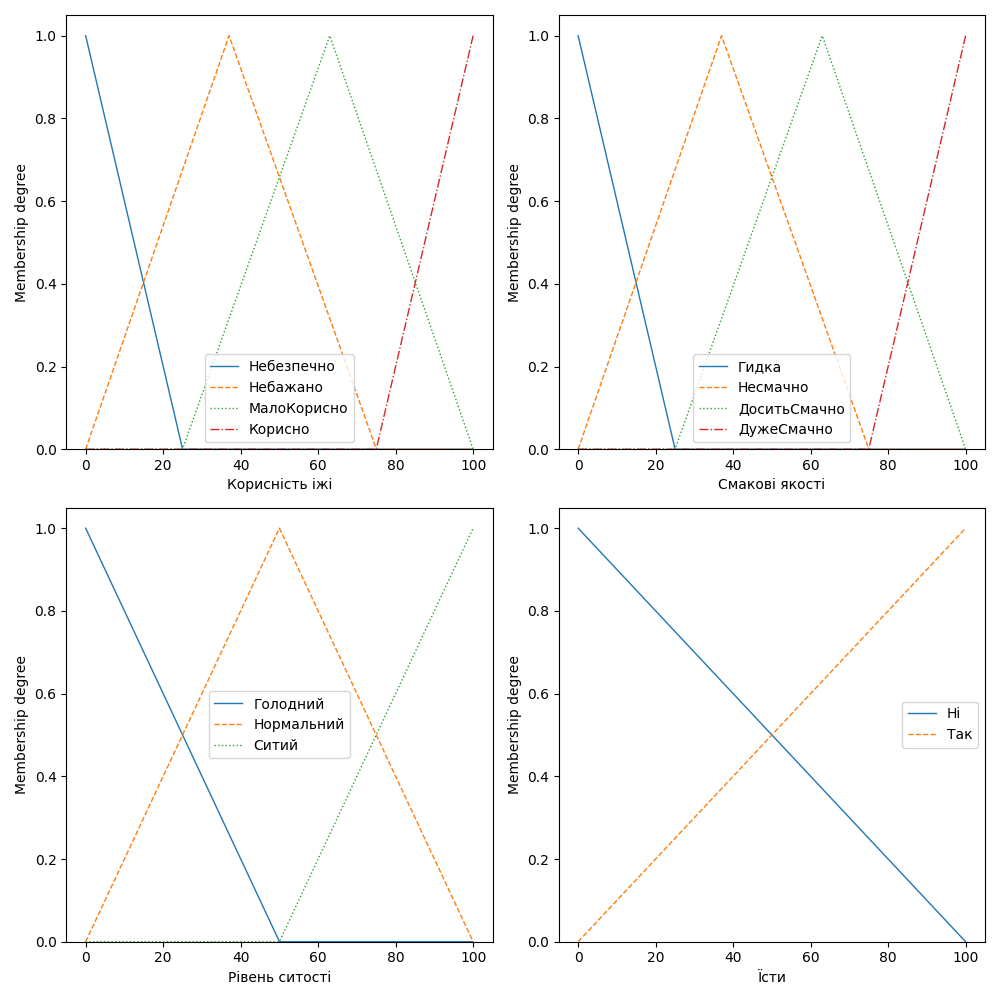 1.0
0.8
0.6
0.4
0.2
0.0
Membership degree
Небезпечно
Небажано
МалоКорисно
Корисно
0 20 40 60 80 100
Корисність іжі
1.0
0.8
0.6
0.4
0.2
0.0
Membership degree
Гидка
Несмачно
ДоситьСмачно
ДужеСмачно
0 20 40 60 80 100
Смакові якості
1.0
0.8
0.6
0.4
0.2
0.0
Membership degree
Голодний
Нормальний
Ситий
0 20 40 60 80 100
Рівень ситості
1.0
0.8
0.6
0.4
0.2
0.0
Membership degree
Ні
Так
0 20 40 60 80 100
Їсти